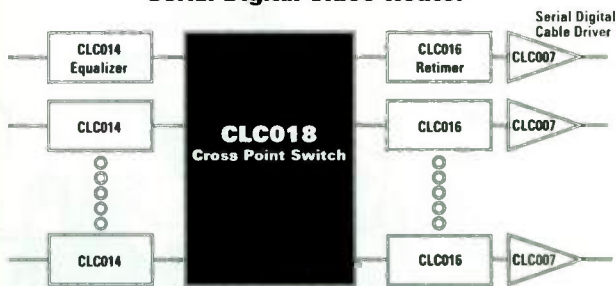 Serial Digital Video Router
Serial Digital
Cable Driver
CLC014
Equalizer
CLC016
Retimer
CLC007
CLC014
CLC018
Cross Point Switch
CLC016
CLC007
CLC014
CLC016
CLC007